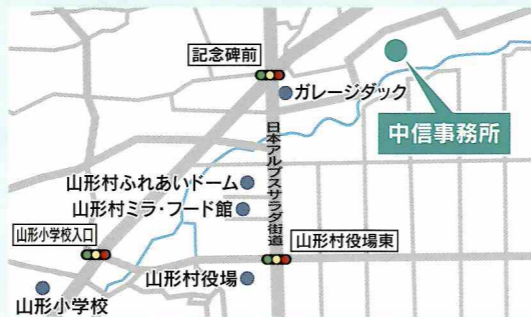 記念碑前
ガレージダック
中信事務所
日本アルプスサラダ街道
山形村ふれあいドーム
山形村ミラ・フード館
山形小学校入口
山形村役場東
山形村役場
山形小学校